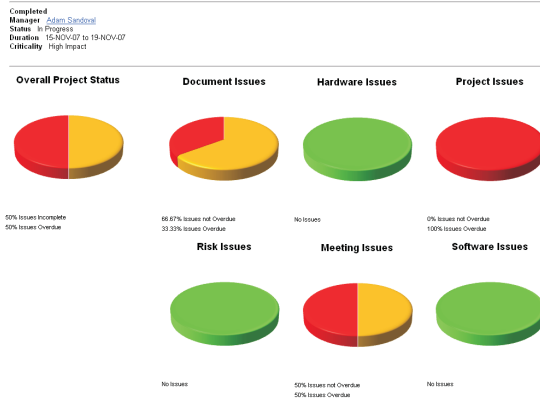 Completed
Manager Adam Sandoval
Status In Progress
Duration 15-NOV-07 to 19-NOV-07
Criticality High Impact
Overall Project Status
Document Issues
Hardware Issues
Project Issues
50% Issues Incomplete
50% Issues Overdue
66.67% Issues not Overdue
33.33% Issues Overdue
No Issues
0% Issues not Overdue
100% Issues Overdue
Risk Issues
Meeting Issues
Software Issues
No Issues
50% Issues not Overdue
50% Issues Overdue
No Issues